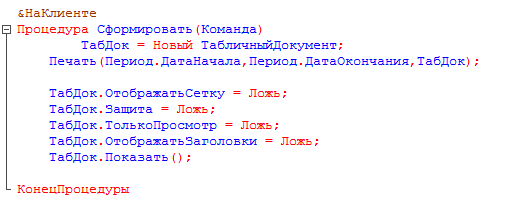 &НаКлиенте
Процедура Сформировать(Команда)
ТабДок = Новый ТабличныйДокумент;
Печать(Период.ДатаНачала,Период.ДатаОкончания,ТабДок);
ТабДок.ОтображатьСетку = Ложь;
ТабДок.Защита = Ложь;
ТабДок.ТолькоПросмотр = Ложь;
ТабДок.ОтображатьЗаголовки = Ложь;
ТабДок.Показать();
КонецПроцедуры